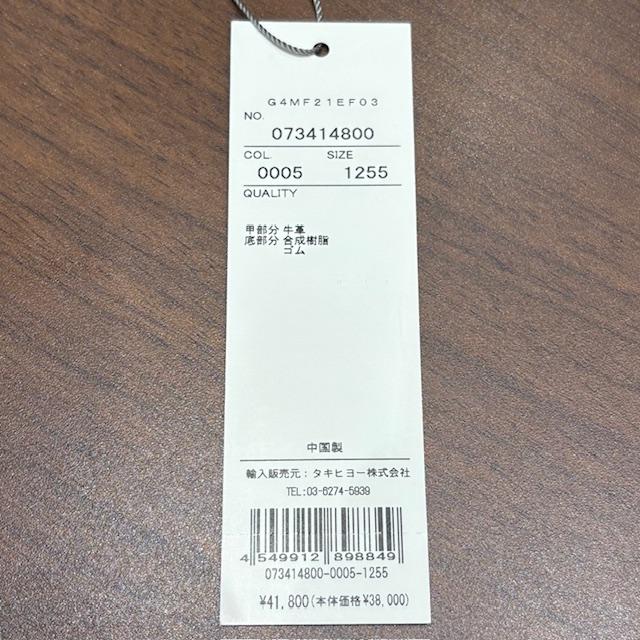 G4MF21EF03
NO.
073414800
COL. SIZE
0005 1255
QUALITY
甲部分 牛革
底部分 合成樹脂
ゴム
中国製
輸入販売元：タキヒヨー株式会社
TEL:03-6274-5939
4 549912 898849
073414800-0005-1255
¥41,800(本体価格¥38,000)